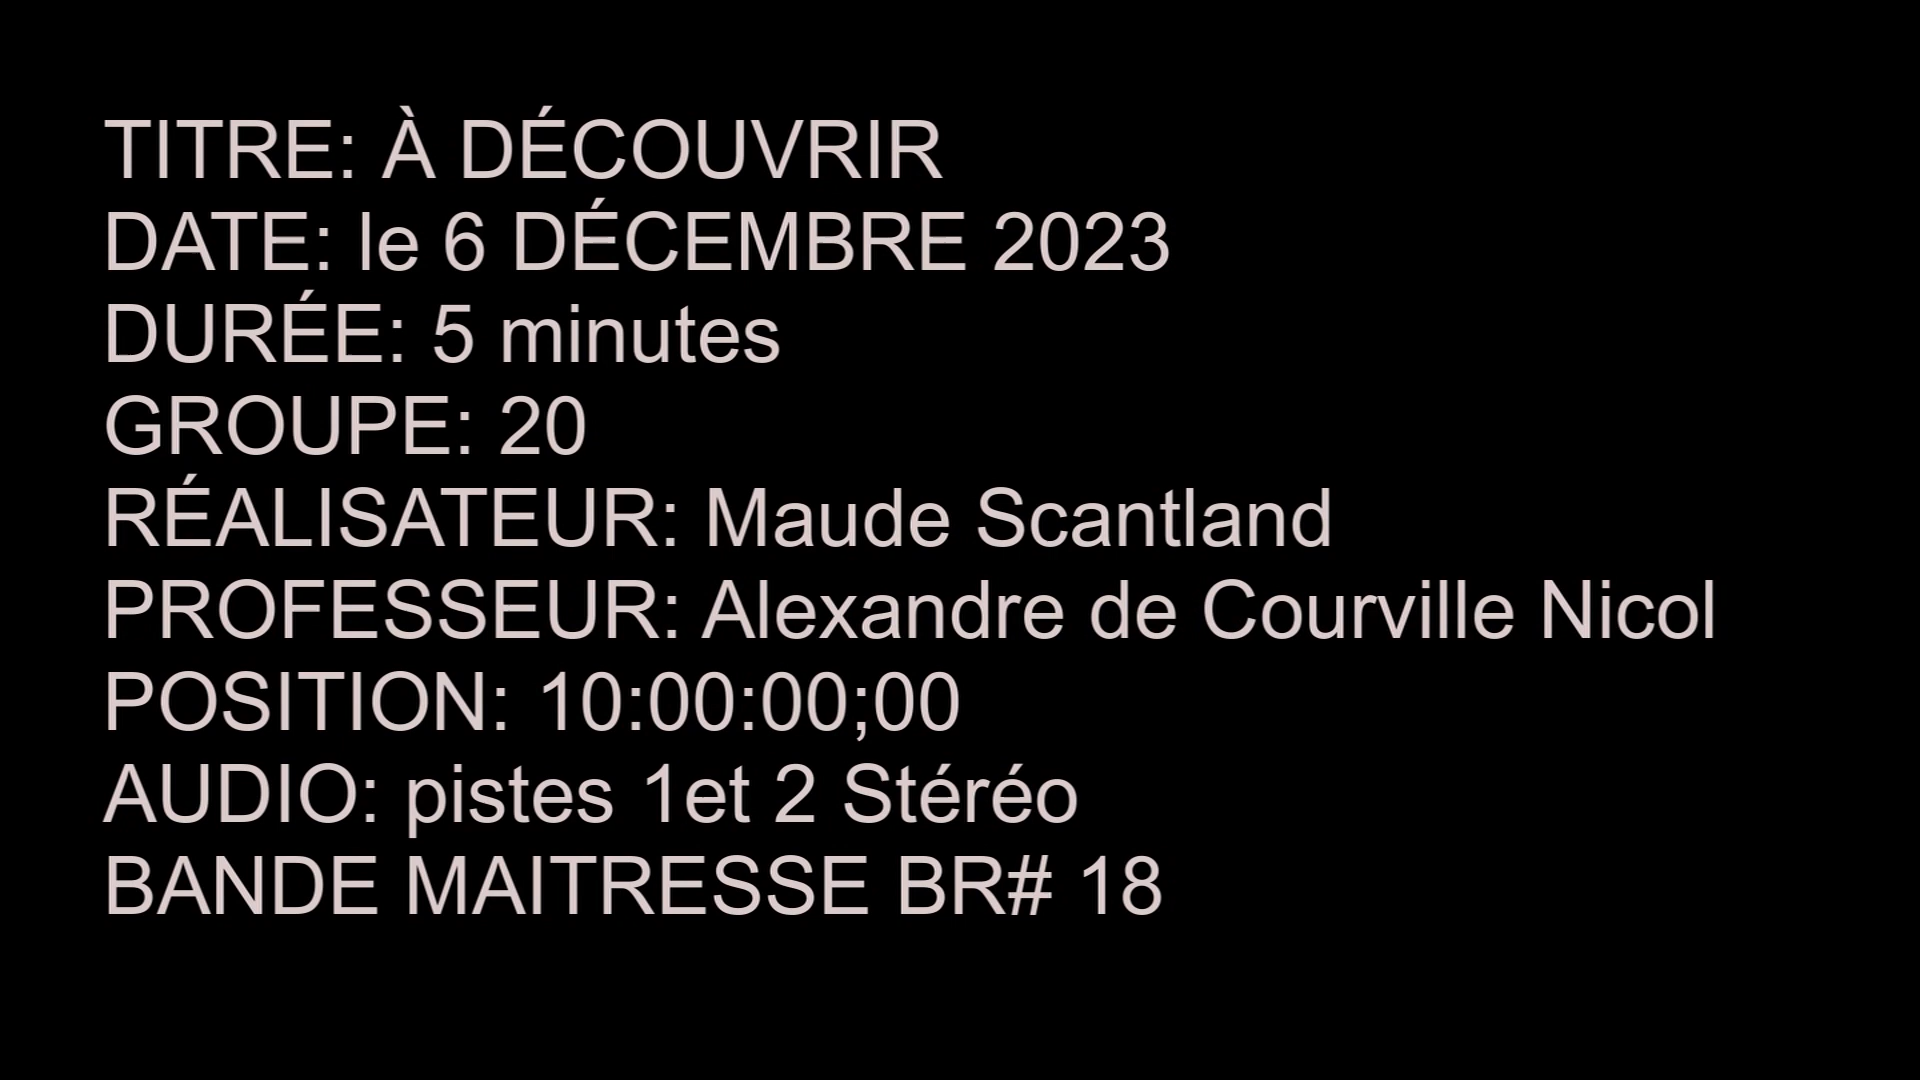 TITRE: À DÉCOUVRIR
DATE: le 6 DÉCEMBRE 2023
DURÉE: 5 minutes
GROUPE: 20
RÉALISATEUR: Maude Scantland
PROFESSEUR: Alexandre de Courville Nicol
POSITION: 10:00:00;00
AUDIO: pistes 1et 2 Stéréo
BANDE MAITRESSE BR# 18